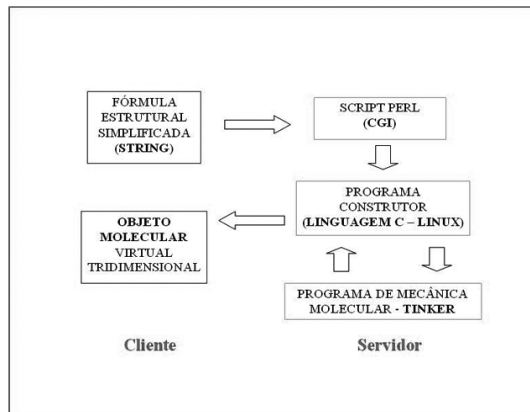 FÓRMULA
ESTRUTURAL
SIMPLIFICADA
(STRING)
SCRIPT PERL
(CGI)
PROGRAMA
CONSTRUTOR
(LINGUAGEM C – LINUX)
OBJETO
MOLECULAR
VIRTUAL
TRIDIMENSIONAL
PROGRAMA DE MECÂNICA
MOLECULAR - TINKER
Cliente
Servidor